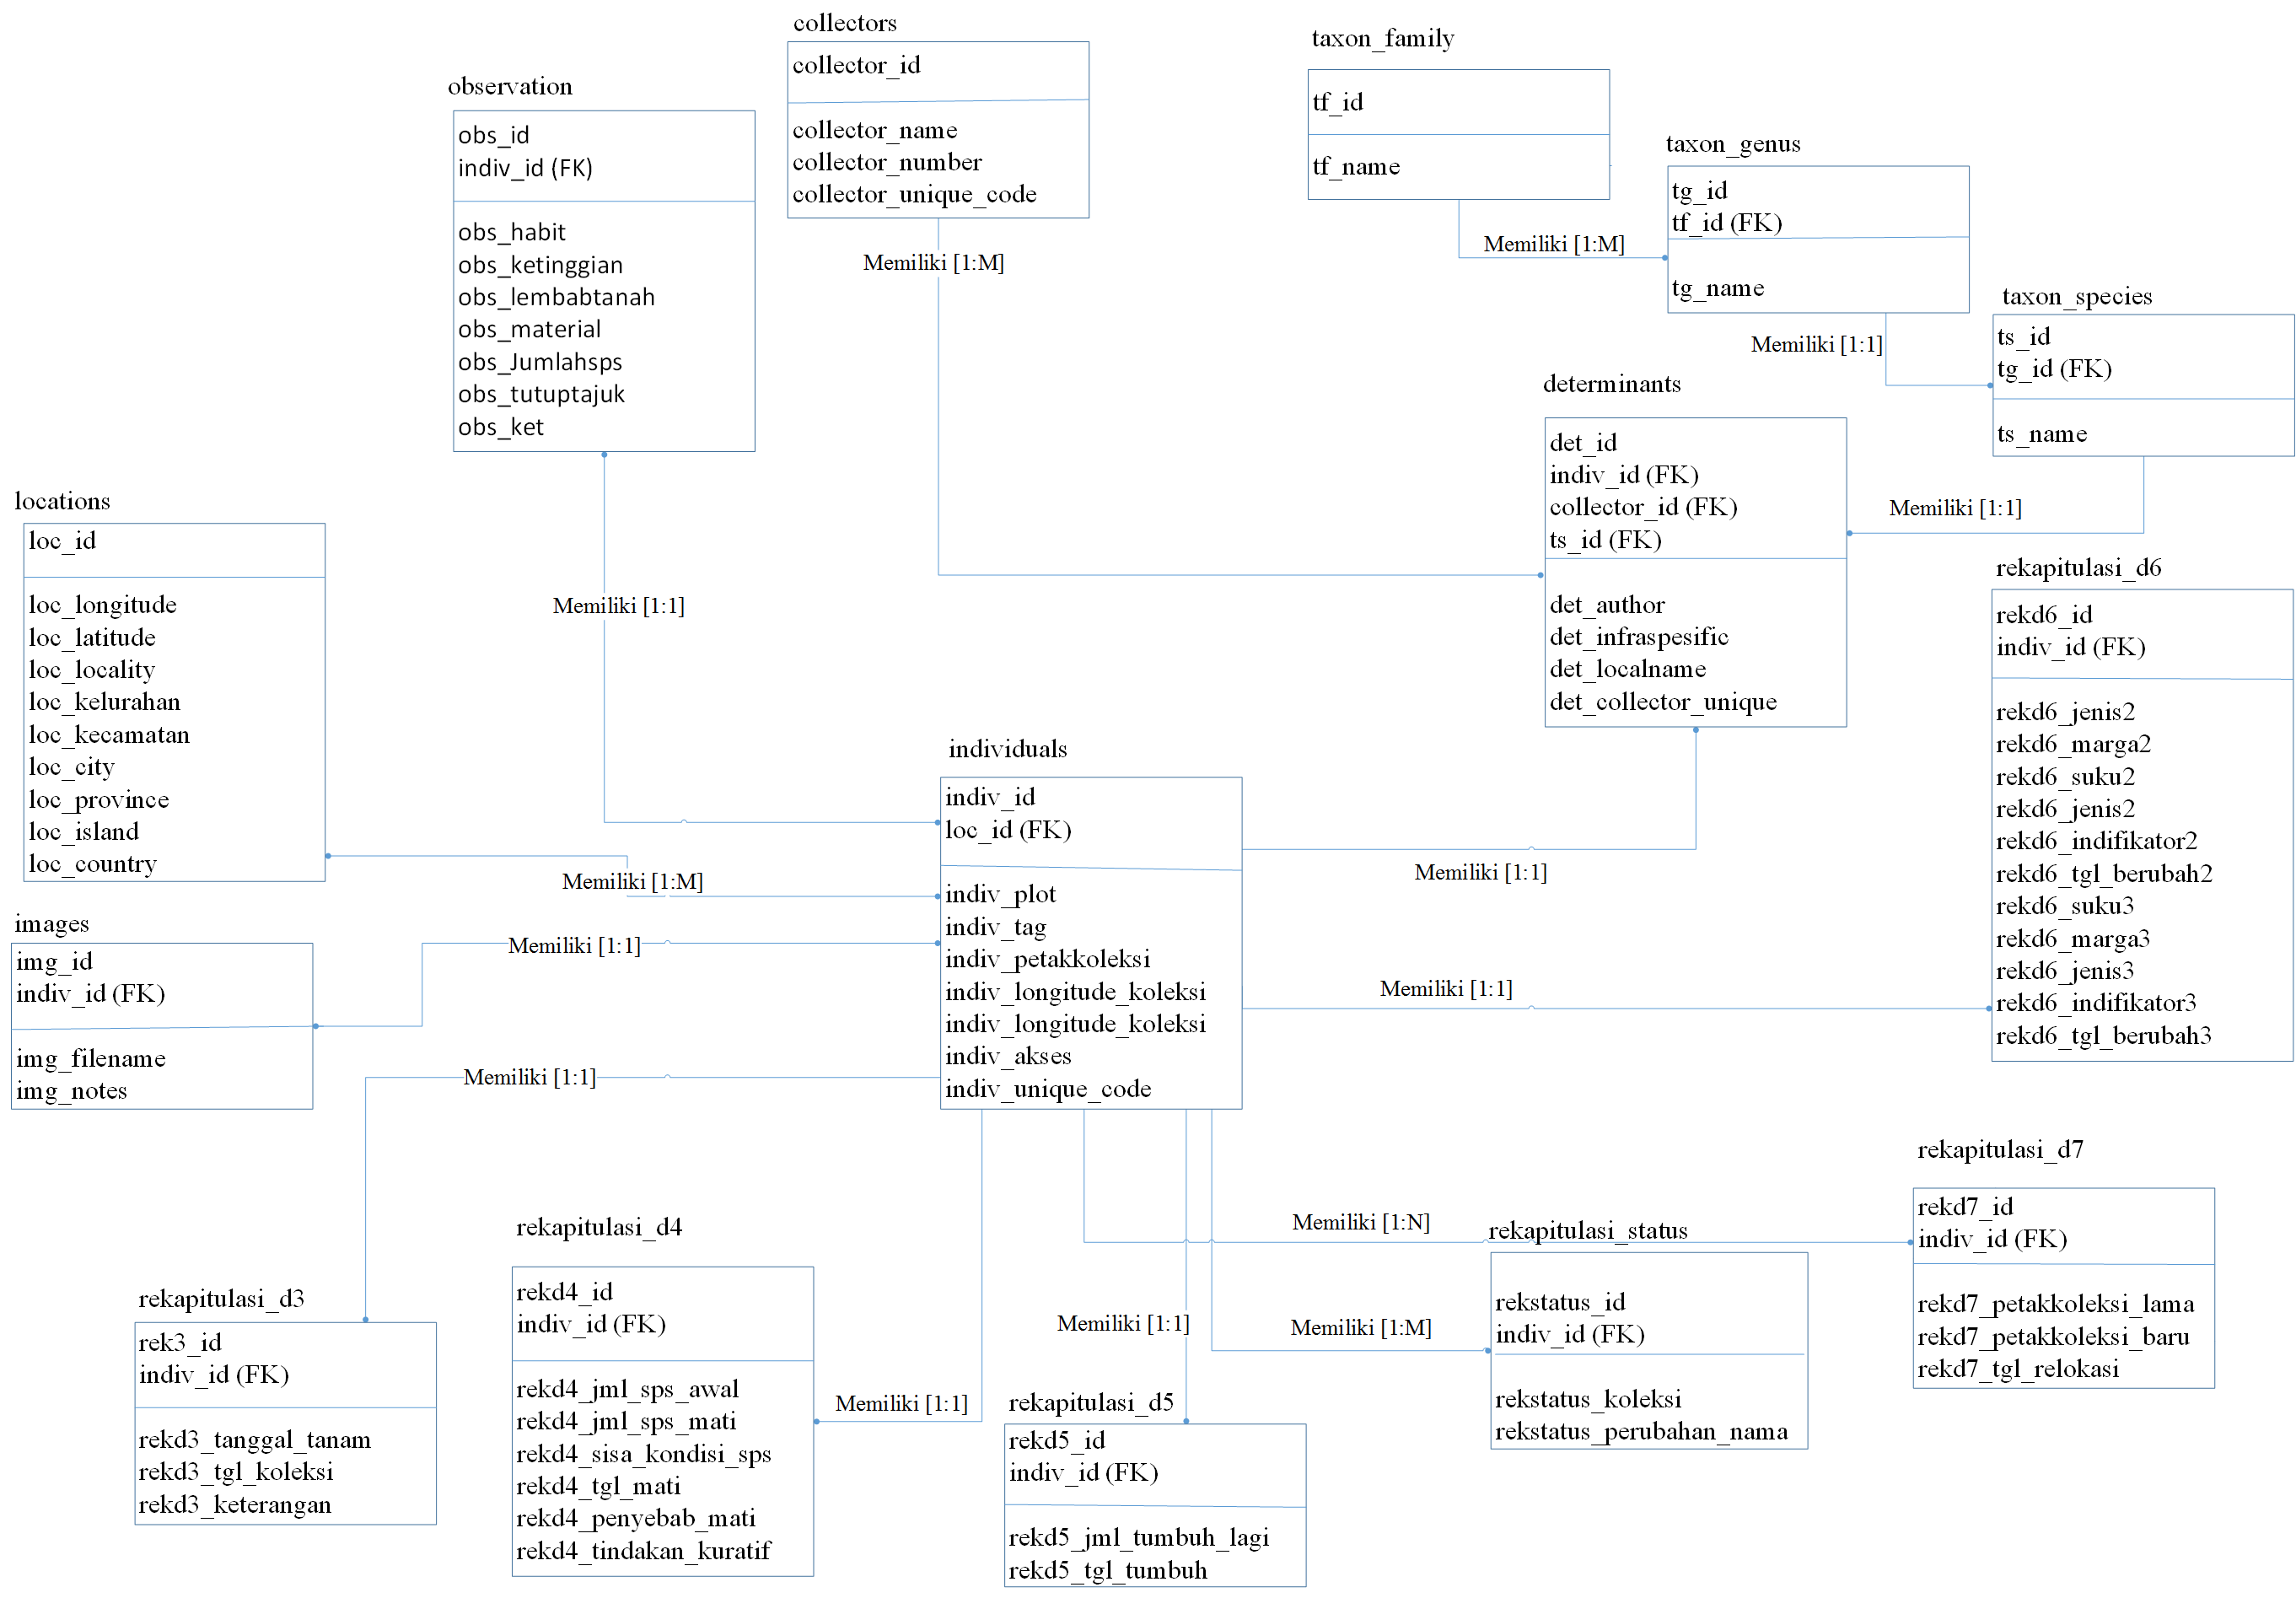 collectors
collector_id
collector_name
collector_number
collector_unique_code
Memiliki [1:M]
observation
obs_id
indiv_id (FK)
obs_habit
obs_ketinggian
obs_lembabtanah
obs_material
obs_Jumlahsps
obs_tutuptajuk
obs_ket
Memiliki [1:1]
taxon_family
tf_id
tf_name
Memiliki [1:M]
taxon_genus
tg_id
tf_id (FK)
tg_name
Memiliki [1:1]
taxon_species
ts_id
tg_id (FK)
ts_name
Memiliki [1:1]
determinants
det_id
indiv_id (FK)
collector_id (FK)
ts_id (FK)
det_author
det_infraspesific
det_localname
det_collector_unique
Memiliki [1:1]
locations
loc_id
loc_longitude
loc_latitude
loc_locality
loc_kelurahan
loc_kecamatan
loc_city
loc_province
loc_island
loc_country
Memiliki [1:M]
images
img_id
indiv_id (FK)
img_filename
img_notes
Memiliki [1:1]
individuals
indiv_id
loc_id (FK)
indiv_plot
indiv_tag
indiv_petakkoleksi
indiv_longitude_koleksi
indiv_longitude_koleksi
indiv_akses
indiv_unique_code
rekapitulasi_d6
rekd6_id
indiv_id (FK)
rekd6_jenis2
rekd6_marga2
rekd6_suku2
rekd6_jenis2
rekd6_indifikator2
rekd6_tgl_berubah2
rekd6_suku3
rekd6_marga3
rekd6_jenis3
rekd6_indifikator3
rekd6_tgl_berubah3
Memiliki [1:1]
Memiliki [1:1]
rekapitulasi_d3
rek3_id
indiv_id (FK)
rekd3_tanggal_tanam
rekd3_tgl_koleksi
rekd3_keterangan
rekapitulasi_d4
rekd4_id
indiv_id (FK)
rekd4_jml_sps_awal
rekd4_jml_sps_mati
rekd4_sisa_kondisi_sps
rekd4_tgl_mati
rekd4_penyebab_mati
rekd4_tindakan_kuratif
Memiliki [1:1]
Memiliki [1:1]
rekapitulasi_d5
rekd5_id
indiv_id (FK)
rekd5_jml_tumbuh_lagi
rekd5_tgl_tumbuh
Memiliki [1:N]
Memiliki [1:M]
rekapitulasi_status
rekstatus_id
indiv_id (FK)
rekstatus_koleksi
rekstatus_perubahan_nama
rekapitulasi_d7
rekd7_id
indiv_id (FK)
rekd7_petakkoleksi_lama
rekd7_petakkoleksi_baru
rekd7_tgl_relokasi